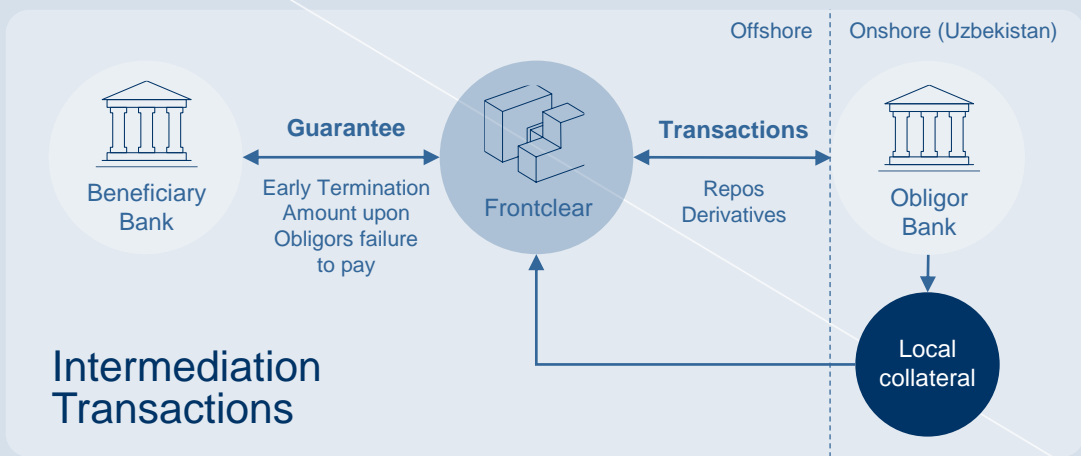 Offshore
Onshore (Uzbekistan)
Beneficiary
Bank
Guarantee
Early Termination
Amount upon
Obligors failure
to pay
Frontclear
Transactions
Repos
Derivatives
Obligor
Bank
Local
collateral
Intermediation
Transactions